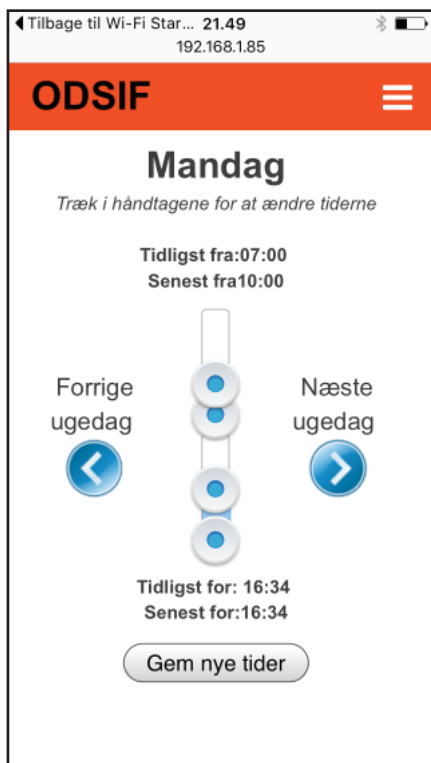 Tilbage til Wi-Fi Star... 21.49
192.168.1.85
ODSIF
Mandag
Træk i håndtagene for at ændre tiderne
Tidligst fra:07:00
Senest fra10:00
Forrige
ugedag
Næste
ugedag
Tidligst for: 16:34
Senest for:16:34
Gem nye tider